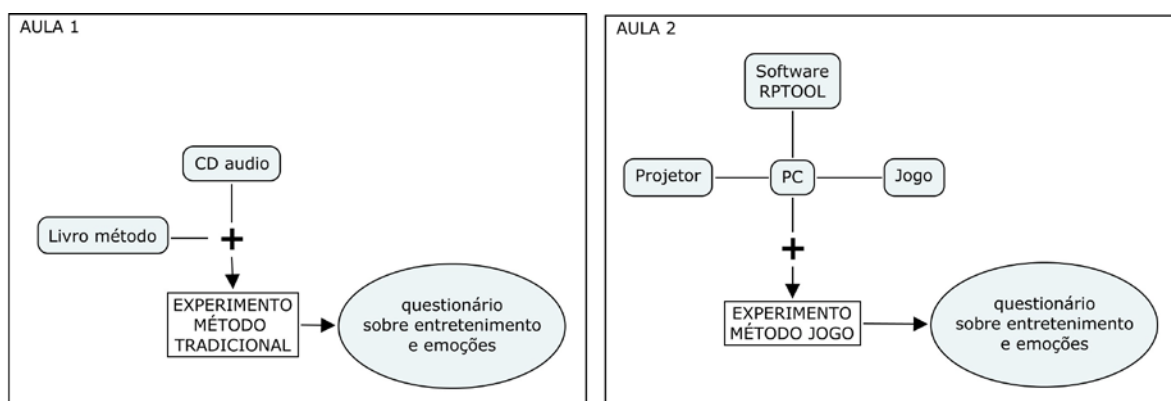 AULA 1
CD audio
Livro método
+
EXPERIMENTO
MÉTODO
TRADICIONAL
questionário
sobre entretenimento
e emoções
AULA 2
Software
RPTOOL
Projetor
PC
Jogo
+
EXPERIMENTO
MÉTODO JOGO
questionário
sobre entretenimento
e emoções